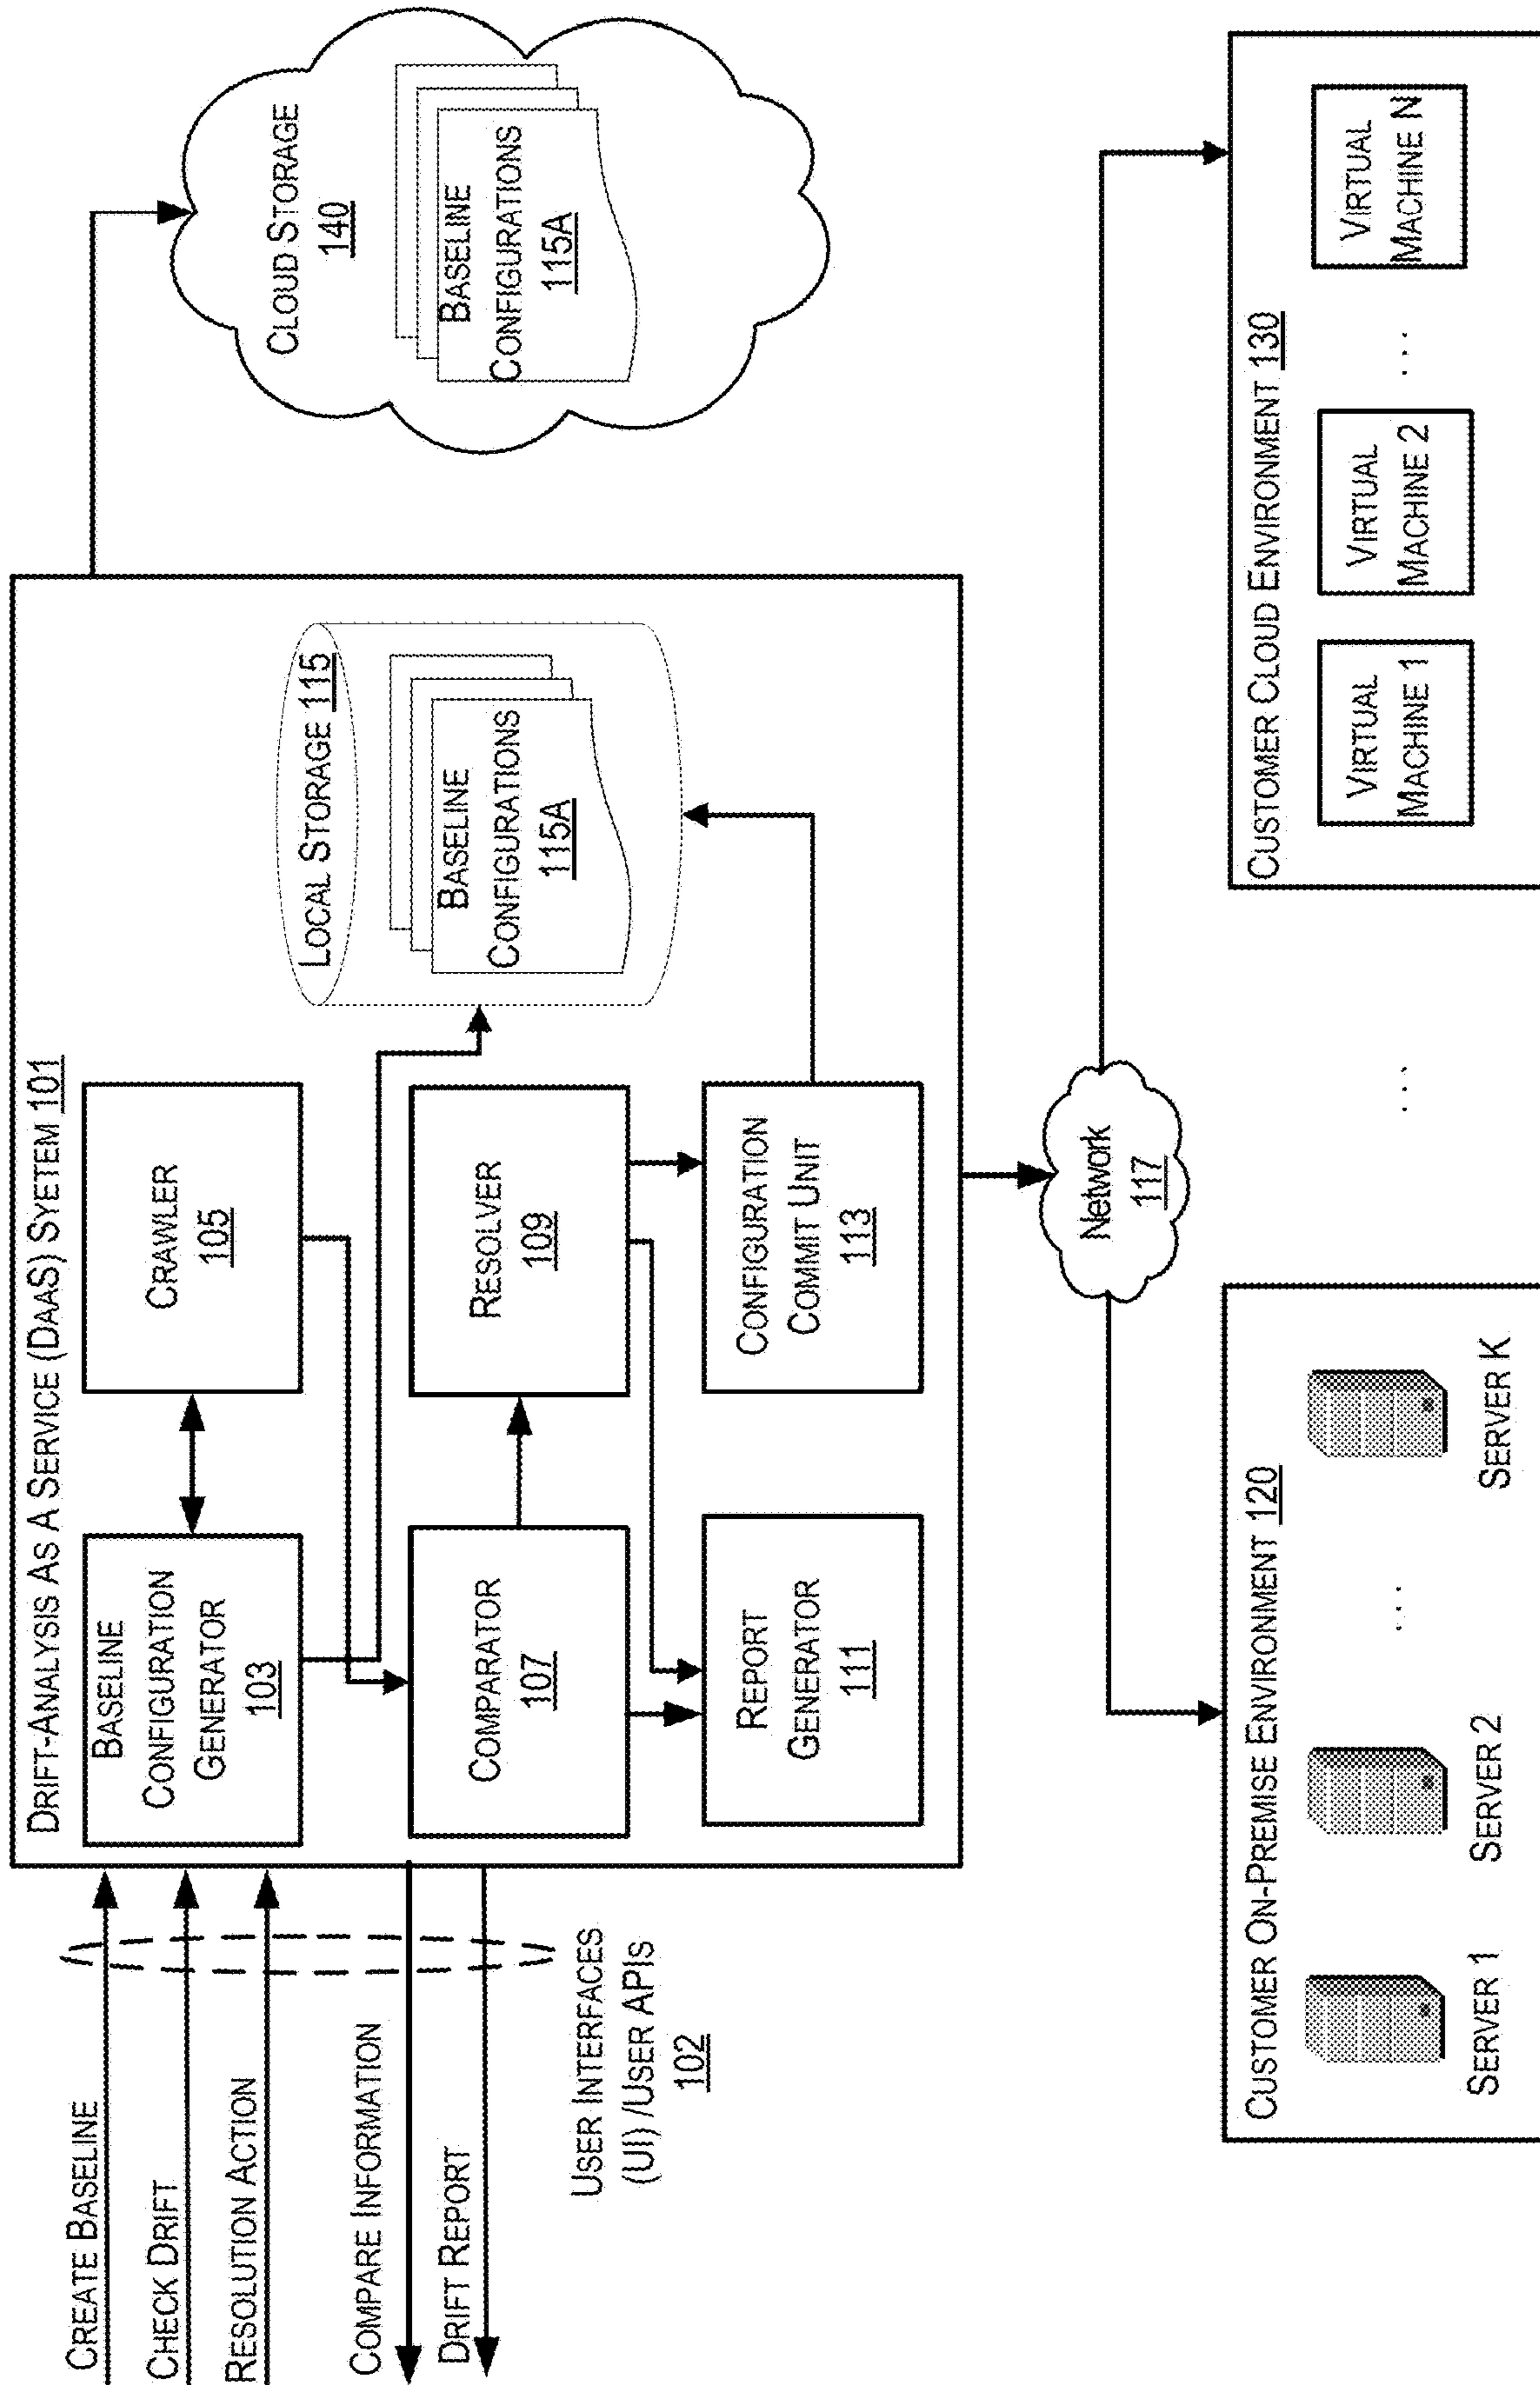 CREATE BASELINE
CHECK DRIFT
RESOLUTION ACTION
COMPARE INFORMATION
DRIFT REPORT
USER INTERFACES
(UI) /USER APIS
102
DRIFT-ANALYSIS AS A SERVICE (DAAS) SYETEM 101
BASELINE
CONFIGURATION
GENERATOR
103
CRAWLER
105
COMPARATOR
107
RESOLVER
109
REPORT
GENERATOR
111
CONFIGURATION
COMMIT UNIT
113
LOCAL STORAGE 115
BASELINE
CONFIGURATIONS
115A
CLOUD STORAGE
140
BASELINE
CONFIGURATIONS
115A
Network
117
CUSTOMER ON-PREMISE ENVIRONMENT 120
SERVER 1
SERVER 2
...
SERVER K
...
CUSTOMER CLOUD ENVIRONMENT 130
VIRTUAL
MACHINE 1
VIRTUAL
MACHINE 2
...
VIRTUAL
MACHINE N